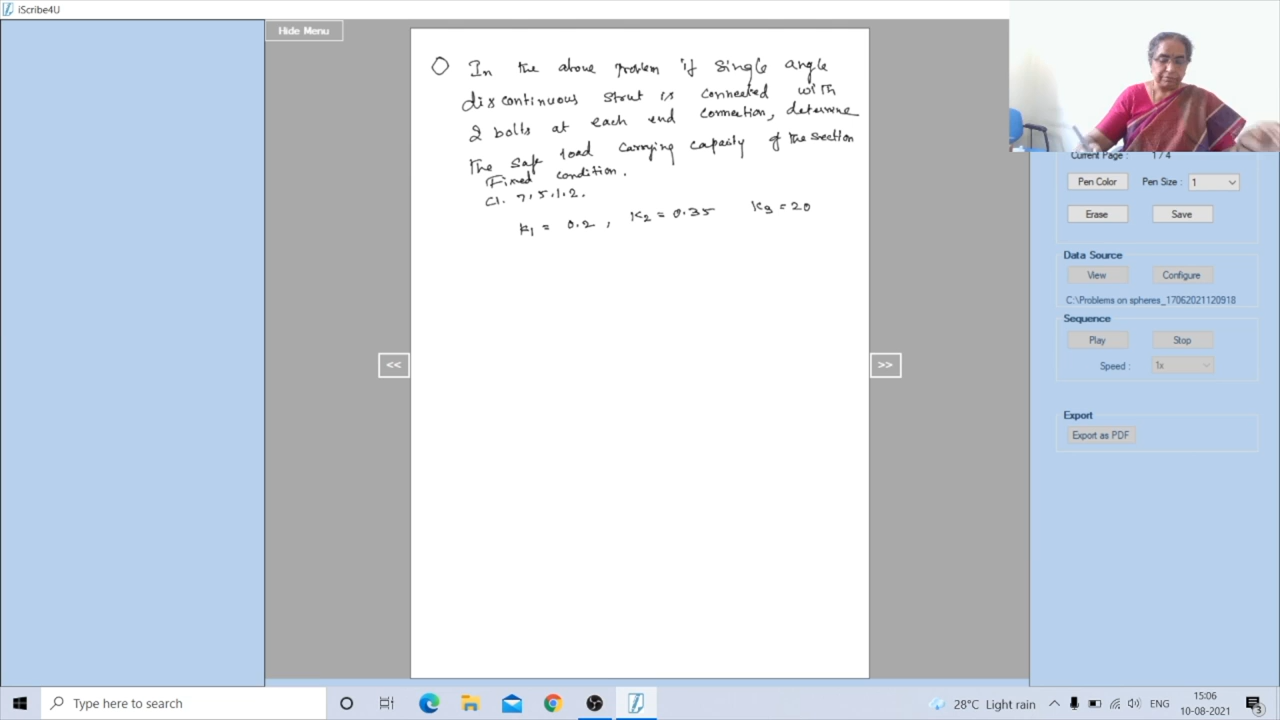 iScribe4U
Hide Menu
In the above problem if single angle
discontinuous strut is connected with
2 bolts at each end connection, determine
the safe load carrying capacity of the section
Fixed condition.
Cl. 7.5.1.2.
K1 = 0.2, K2 = 0.35 K3 = 20
<<
>>
Current Page : 1 / 4
Pen Color Pen Size : 1
Erase Save
Data Source
View Configure
C:\Problems on spheres_17062021120918
Sequence
Play Stop
Speed : 1x
Export
Export as PDF
Type here to search
28°C Light rain
ENG
15:06
10-08-2021
3